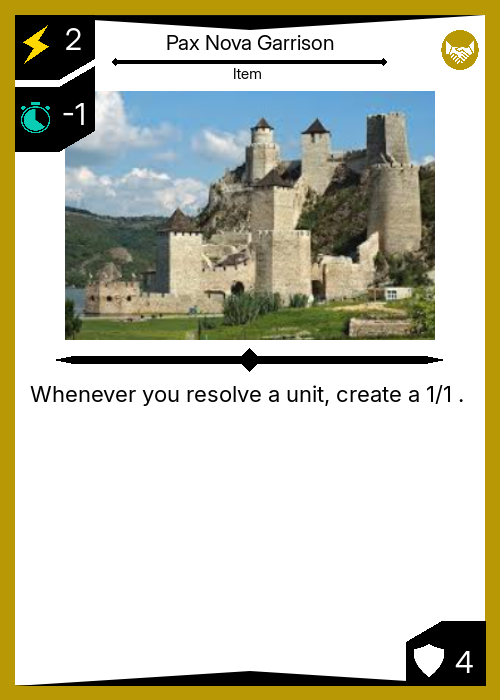 2
Pax Nova Garrison
Item
-1
Whenever you resolve a unit, create a 1/1 .
4